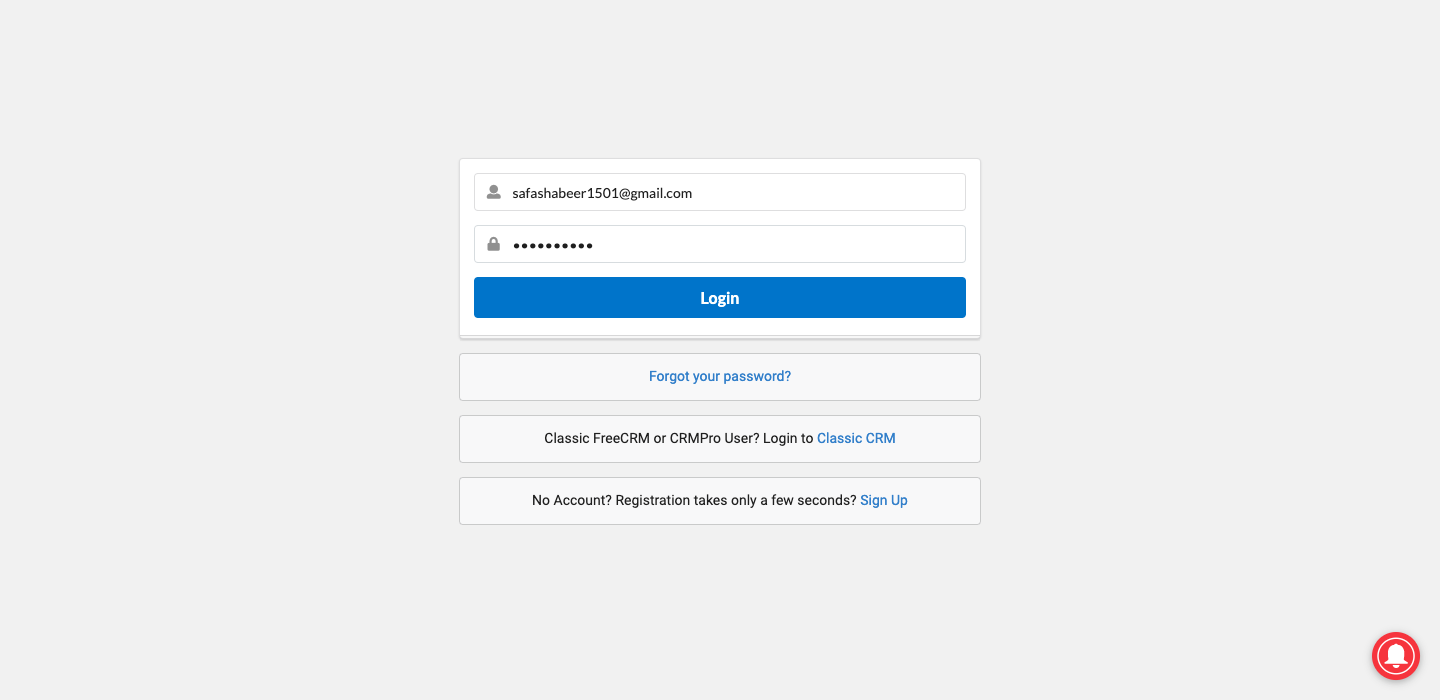 safashabeer1501@gmail.com
••••••••••
Login
Forgot your password?
Classic FreeCRM or CRMPro User? Login to Classic CRM
No Account? Registration takes only a few seconds? Sign Up